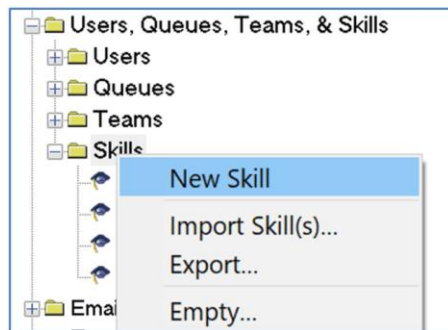 Users, Queues, Teams, & Skills
Users
Queues
Teams
Skills
New Skill
Import Skill(s)...
Export...
Emai
Empty...